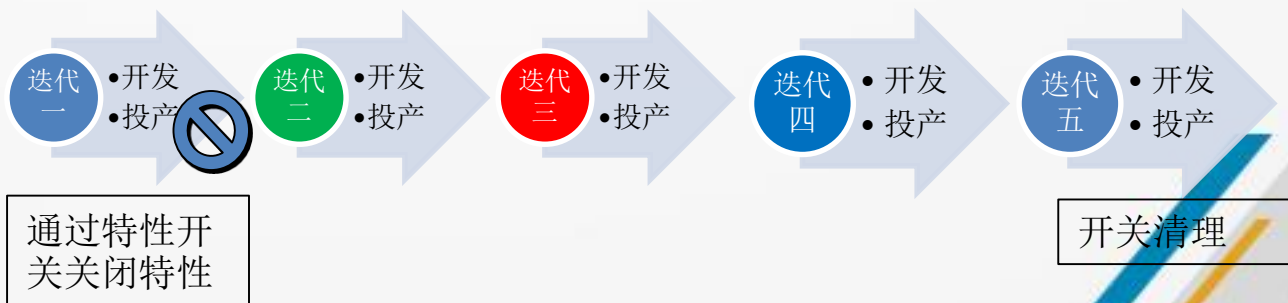 迭代
一
•开发
•投产
迭代
二
•开发
•投产
迭代
三
•开发
•投产
迭代
四
• 开发
• 投产
迭代
五
• 开发
• 投产
通过特性开
关关闭特性
开关清理